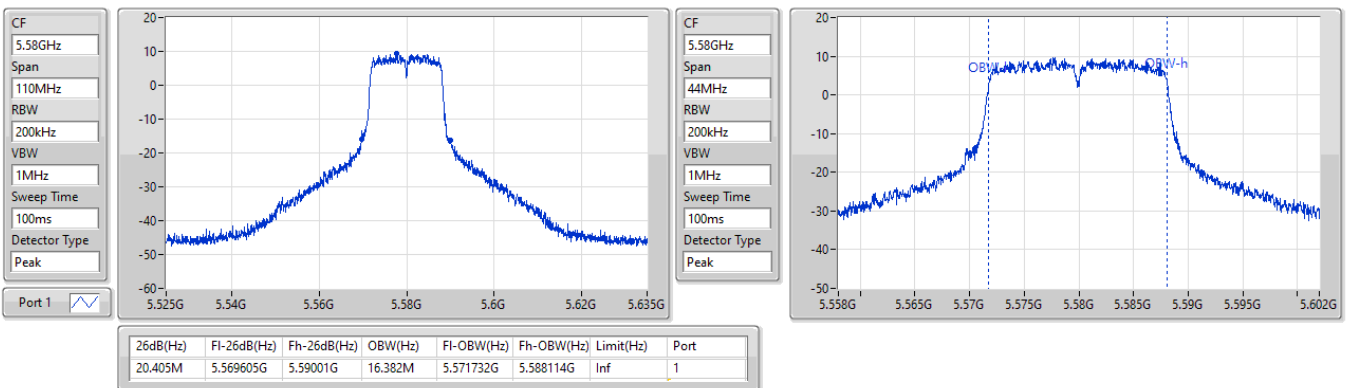 CF
5.58GHz
Span
110MHz
RBW
200kHz
VBW
1MHz
Sweep Time
100ms
Detector Type
Peak
Port 1
20
10
0
-10
-20
-30
-40
-50
-60
5.525G 5.54G 5.56G 5.58G 5.6G 5.62G 5.635G
CF
5.58GHz
Span
44MHz
RBW
200kHz
VBW
1MHz
Sweep Time
100ms
Detector Type
Peak
20
10
0
-10
-20
-30
-40
-50
OBW-h
5.558G 5.565G 5.57G 5.575G 5.58G 5.585G 5.59G 5.595G 5.602G
26dB(Hz) Fl-26dB(Hz) Fh-26dB(Hz) OBW(Hz) Fl-OBW(Hz) Fh-OBW(Hz) Limit(Hz) Port
20.405M 5.569605G 5.59001G 16.382M 5.571732G 5.588114G Inf 1